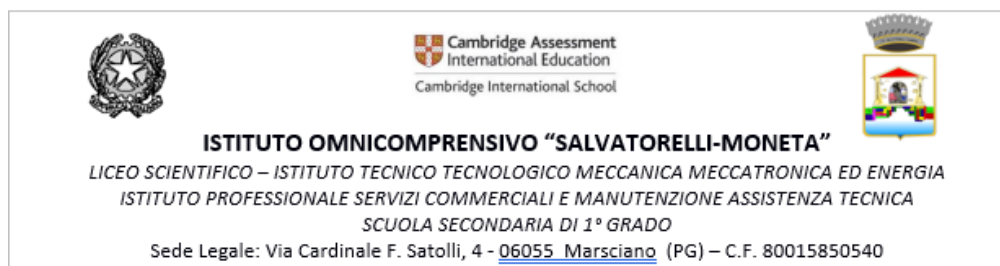 Cambridge Assessment
International Education
Cambridge International School
ISTITUTO OMNICOMPRENSIVO “SALVATORELLI-MONETA”
LICEO SCIENTIFICO – ISTITUTO TECNICO TECNOLOGICO MECCANICA MECCATRONICA ED ENERGIA
ISTITUTO PROFESSIONALE SERVIZI COMMERCIALI E MANUTENZIONE ASSISTENZA TECNICA
SCUOLA SECONDARIA DI 1° GRADO
Sede Legale: Via Cardinale F. Satolli, 4 - 06055 Marsciano (PG) – C.F. 80015850540